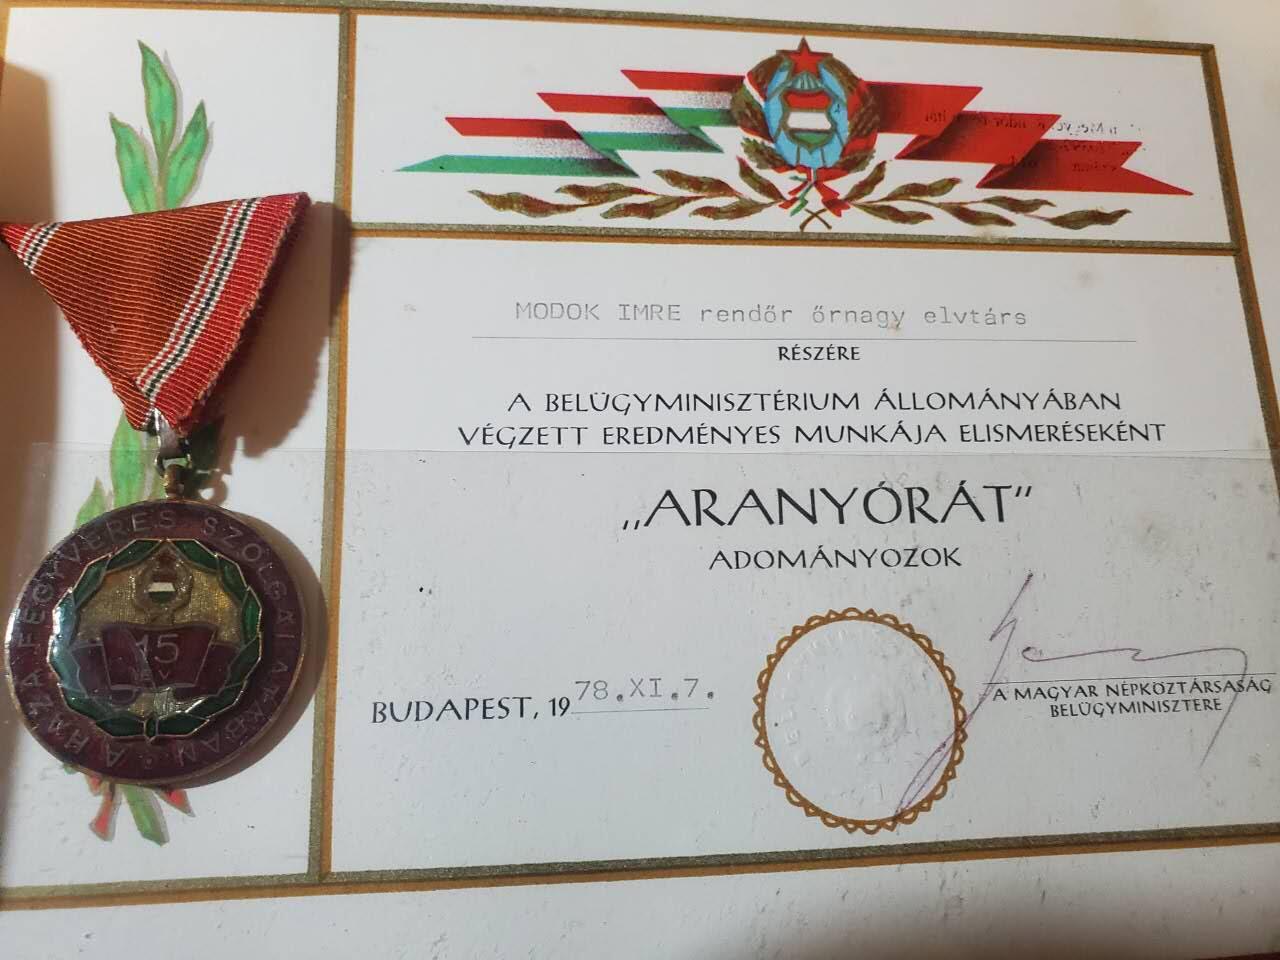 MODOK IMRE rendőr őrnagy elvtárs
RÉSZÉRE
A BELÜGYMINISZTÉRIUM ÁLLOMÁNYÁBAN
VÉGZETT EREDMÉNYES MUNKÁJA ELISMERÉSEKÉNT
„ARANYÓRÁT”
ADOMÁNYOZOK
BUDAPEST, 1978.XI.7.
A MAGYAR NÉPKÖZTÁRSASÁG
BELÜGYMINISZTERE
A HAZA FEGYVERES SZOLGÁLATÁBAN
15
ÉV